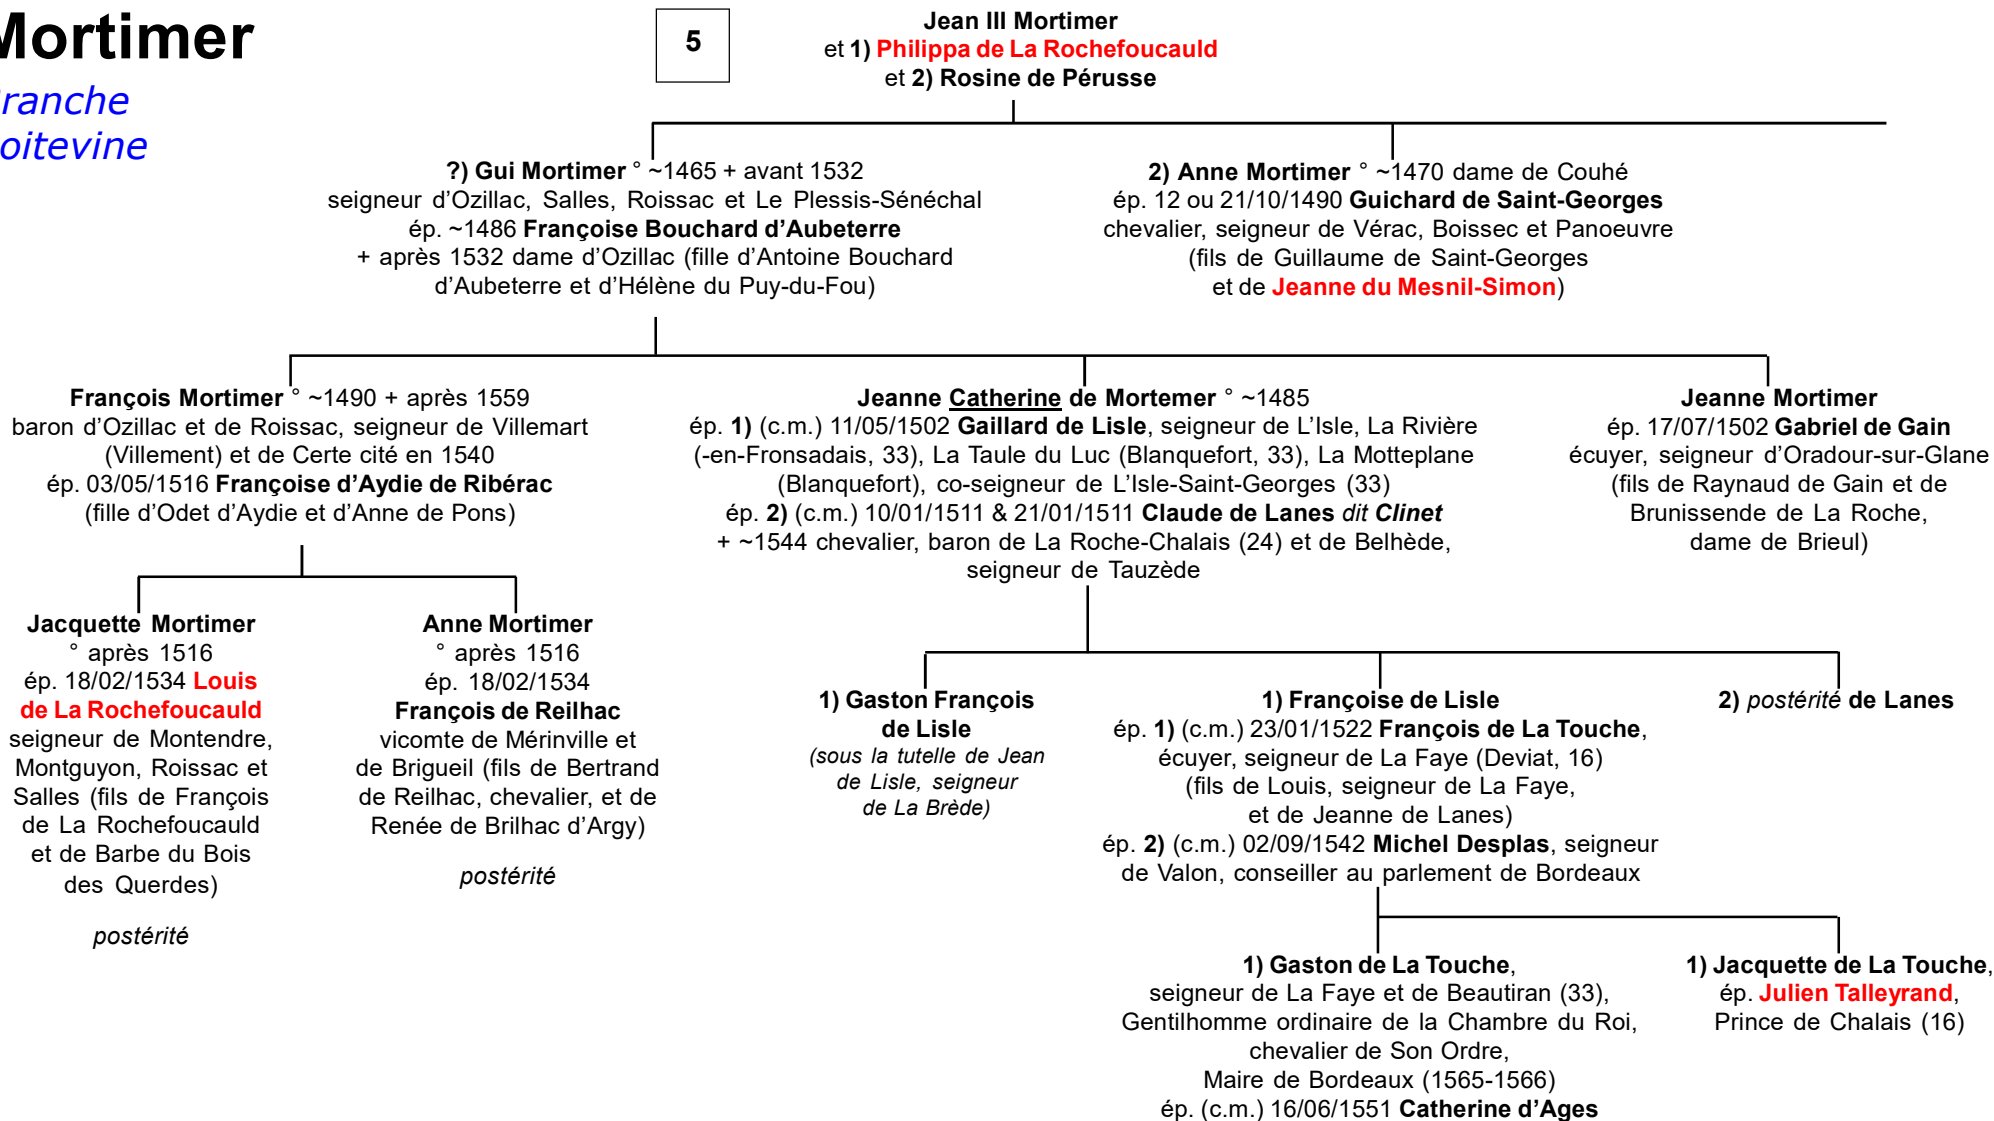 Mortimer
Branche
Poitevine
5
Jean III Mortimer
et 1) Philippa de La Rochefoucauld
et 2) Rosine de Pérusse
?) Gui Mortimer ° ~1465 + avant 1532
seigneur d’Ozillac, Salles, Roissac et Le Plessis-Sénéchal
ép. ~1486 Françoise Bouchard d’Aubeterre
+ après 1532 dame d’Ozillac (fille d’Antoine Bouchard
d’Aubeterre et d’Hélène du Puy-du-Fou)
2) Anne Mortimer ° ~1470 dame de Couhé
ép. 12 ou 21/10/1490 Guichard de Saint-Georges
chevalier, seigneur de Vérac, Boissec et Panoeuvre
(fils de Guillaume de Saint-Georges
et de Jeanne du Mesnil-Simon)
François Mortimer ° ~1490 + après 1559
baron d’Ozillac et de Roissac, seigneur de Villemart
(Villement) et de Certe cité en 1540
ép. 03/05/1516 Françoise d’Aydie de Ribérac
(fille d’Odet d’Aydie et d’Anne de Pons)
Jeanne Catherine de Mortemer ° ~1485
ép. 1) (c.m.) 11/05/1502 Gaillard de Lisle, seigneur de L’Isle, La Rivière
(-en-Fronsadais, 33), La Taule du Luc (Blanquefort, 33), La Motteplane
(Blanquefort), co-seigneur de L’Isle-Saint-Georges (33)
ép. 2) (c.m.) 10/01/1511 & 21/01/1511 Claude de Lanes dit Clinet
+ ~1544 chevalier, baron de La Roche-Chalais (24) et de Belhède,
seigneur de Tauzède
Jeanne Mortimer
ép. 17/07/1502 Gabriel de Gain
écuyer, seigneur d’Oradour-sur-Glane
(fils de Raynaud de Gain et de
Brunissende de La Roche,
dame de Brieul)
Jacquette Mortimer
° après 1516
ép. 18/02/1534 Louis
de La Rochefoucauld
seigneur de Montendre,
Montguyon, Roissac et
Salles (fils de François
de La Rochefoucauld
et de Barbe du Bois
des Querdes)
postérité
Anne Mortimer
° après 1516
ép. 18/02/1534
François de Reilhac
vicomte de Mérinville et
de Brigueil (fils de Bertrand
de Reilhac, chevalier, et de
Renée de Brilhac d’Argy)
postérité
1) Gaston François
de Lisle
(sous la tutelle de Jean
de Lisle, seigneur
de La Brède)
1) Françoise de Lisle
ép. 1) (c.m.) 23/01/1522 François de La Touche,
écuyer, seigneur de La Faye (Deviat, 16)
(fils de Louis, seigneur de La Faye,
et de Jeanne de Lanes)
ép. 2) (c.m.) 02/09/1542 Michel Desplas, seigneur
de Valon, conseiller au parlement de Bordeaux
2) postérité de Lanes
1) Gaston de La Touche,
seigneur de La Faye et de Beautiran (33),
Gentilhomme ordinaire de la Chambre du Roi,
chevalier de Son Ordre,
Maire de Bordeaux (1565-1566)
ép. (c.m.) 16/06/1551 Catherine d’Ages
1) Jacquette de La Touche,
ép. Julien Talleyrand,
Prince de Chalais (16)